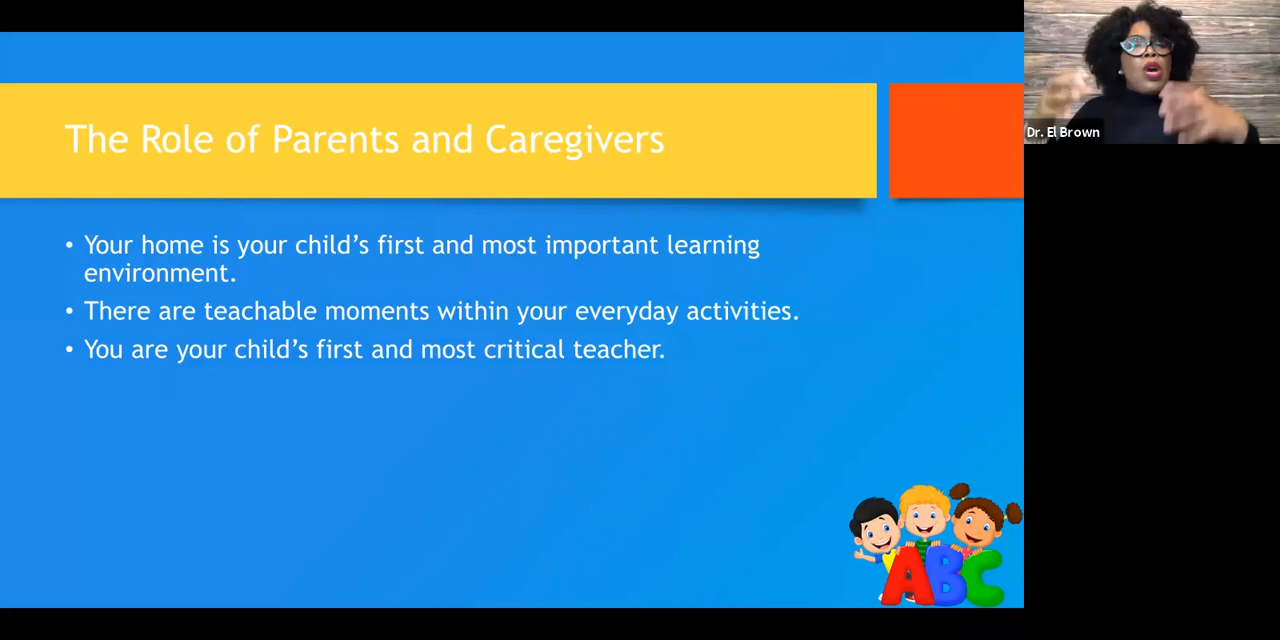 The Role of Parents and Caregivers
Dr. El Brown
• Your home is your child’s first and most important learning
environment.
• There are teachable moments within your everyday activities.
• You are your child’s first and most critical teacher.
ABC